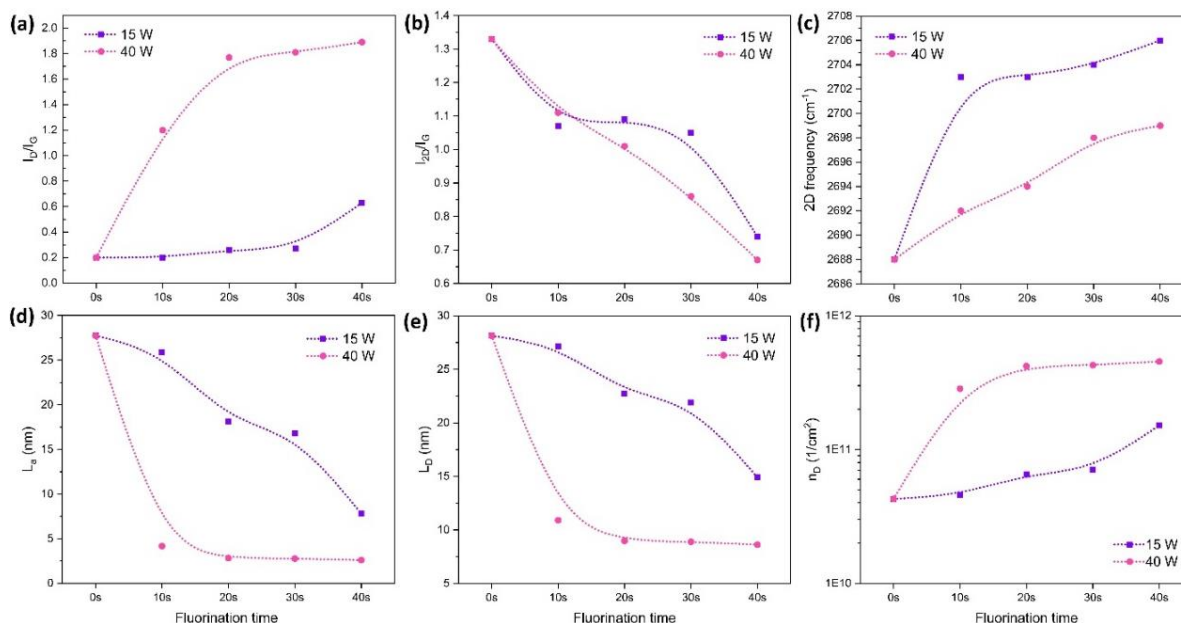 (a)
15 W
40 W
I_D/I_G
2.0
1.8
1.6
1.4
1.2
1.0
0.8
0.6
0.4
0.2
0.0
0s
10s
20s
30s
40s
(b)
15 W
40 W
I_2D/I_G
1.4
1.3
1.2
1.1
1.0
0.9
0.8
0.7
0.6
0s
10s
20s
30s
40s
(c)
15 W
40 W
2D frequency (cm⁻¹)
2708
2706
2704
2702
2700
2698
2696
2694
2692
2690
2688
2686
0s
10s
20s
30s
40s
(d)
15 W
40 W
L_a (nm)
30
25
20
15
10
5
0
0s
10s
20s
30s
40s
Fluorination time
(e)
15 W
40 W
L_D (nm)
30
25
20
15
10
5
0s
10s
20s
30s
40s
Fluorination time
(f)
15 W
40 W
n_D (1/cm²)
1E12
1E11
1E10
0s
10s
20s
30s
40s
Fluorination time